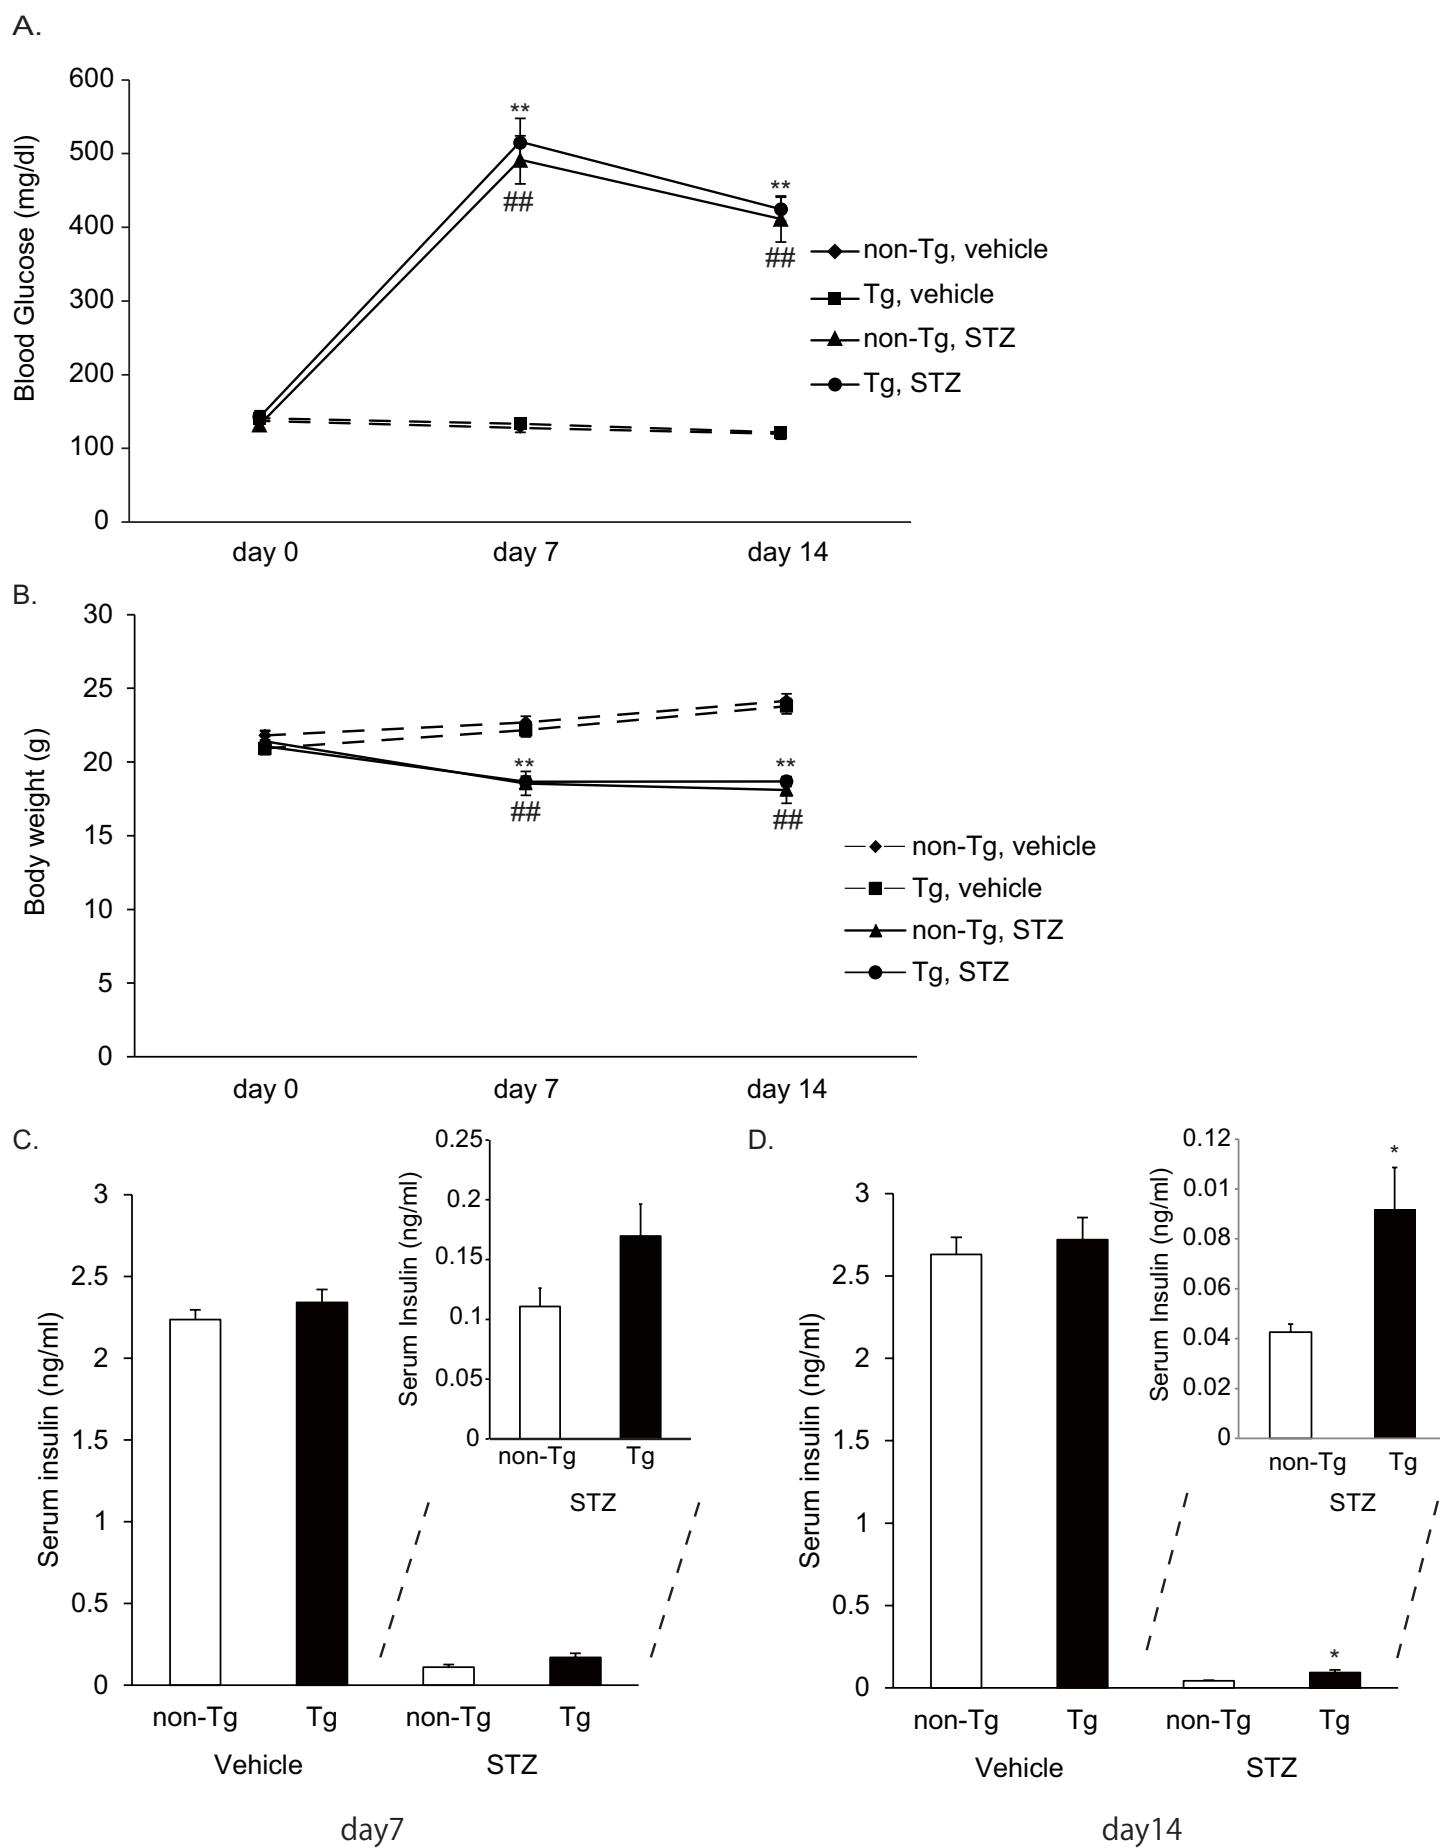 A.
Blood Glucose (mg/dl)
600
500
400
300
200
100
0
**
##
**
##
day 0 day 7 day 14
non-Tg, vehicle
Tg, vehicle
non-Tg, STZ
Tg, STZ
B.
Body weight (g)
30
25
20
15
10
5
0
**
##
**
##
day 0 day 7 day 14
non-Tg, vehicle
Tg, vehicle
non-Tg, STZ
Tg, STZ
C.
Serum insulin (ng/ml)
3
2.5
2
1.5
1
0.5
0
non-Tg Tg non-Tg Tg
Vehicle STZ
Serum Insulin (ng/ml)
0.25
0.2
0.15
0.1
0.05
0
non-Tg Tg
STZ
day7
D.
Serum insulin (ng/ml)
3
2.5
2
1.5
1
0.5
0
*
non-Tg Tg non-Tg Tg
Vehicle STZ
Serum Insulin (ng/ml)
0.12
0.01
0.08
0.06
0.04
0.02
0
*
non-Tg Tg
STZ
day14